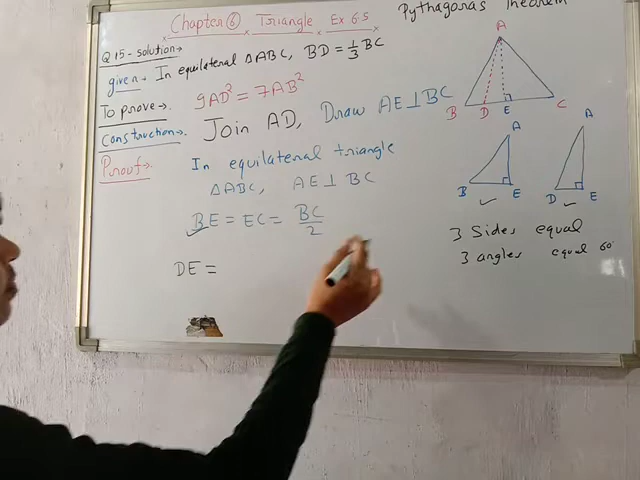 Chapter 6 Triangle Ex 6.5
Pythagoras Theorem
Q 15 - solution →
given → In equilateral △ABC, BD = 1/3 BC
To prove → 9AD² = 7AB²
Construction → Join AD, Draw AE ⊥ BC
Proof → In equilateral triangle
△ABC, AE ⊥ BC
BE = EC = BC/2
DE =
A
B D E C
A
B E
A
D E
3 Sides equal
3 angles equal 60°